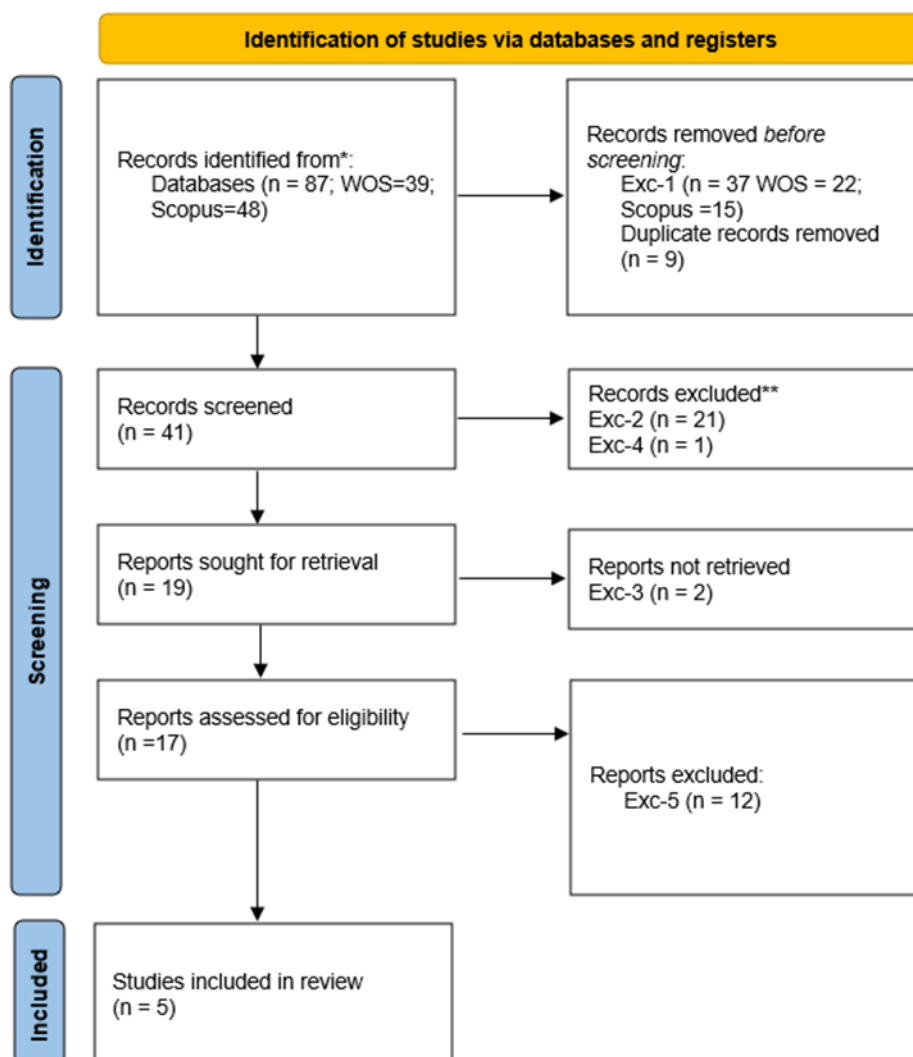 Identification of studies via databases and registers
Identification
Records identified from*:
Databases (n = 87; WOS=39;
Scopus=48)
Records removed before
screening:
Exc-1 (n = 37 WOS = 22;
Scopus =15)
Duplicate records removed
(n = 9)
Screening
Records screened
(n = 41)
Records excluded**
Exc-2 (n = 21)
Exc-4 (n = 1)
Reports sought for retrieval
(n = 19)
Reports not retrieved
Exc-3 (n = 2)
Reports assessed for eligibility
(n =17)
Reports excluded:
Exc-5 (n = 12)
Included
Studies included in review
(n = 5)